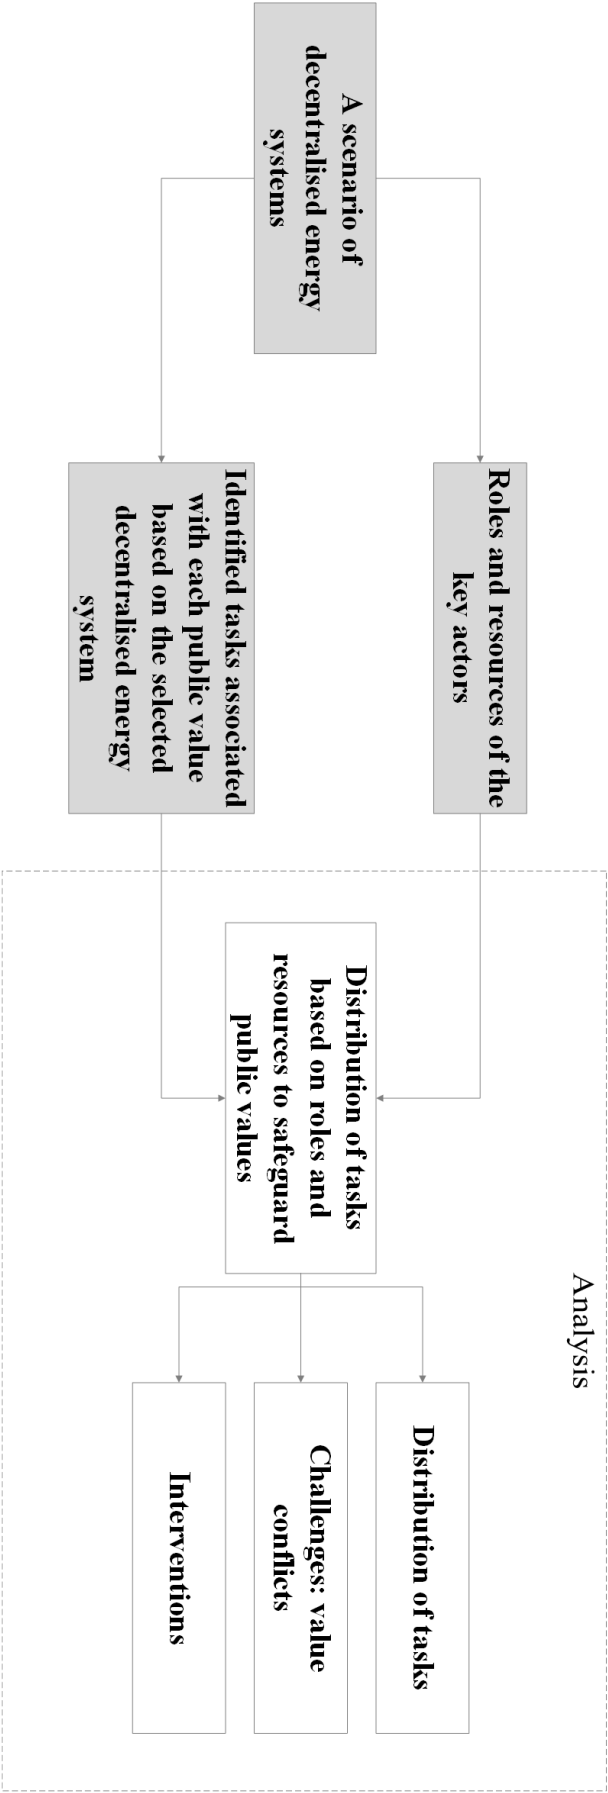 A scenario of
decentralised energy
systems
Roles and resources of the
key actors
Identified tasks associated
with each public value
based on the selected
decentralised energy
system
Analysis
Distribution of tasks
based on roles and
resources to safeguard
public values
Distribution of tasks
Challenges: value
conflicts
Interventions